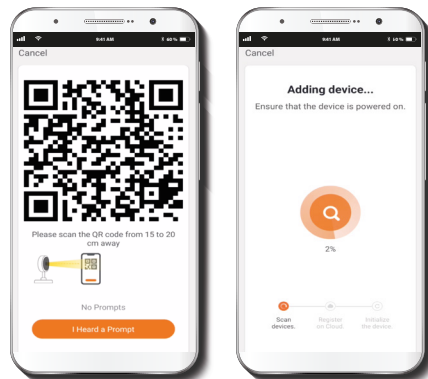 9:41 AM
60 %
Cancel
Please scan the QR code from 15 to 20
cm away
No Prompts
I Heard a Prompt
9:41 AM
50 %
Cancel
Adding device...
Ensure that the device is powered on.
2%
Scan
devices.
Register
on Cloud.
Initialize
the device.